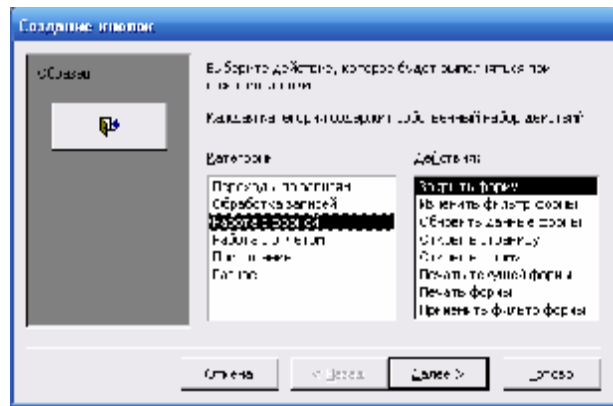 Создание кнопок
Образец
Выберите действие, которое будет выполняться при
нажатии кнопки.
Каждая категория содержит собственный набор действий.
Категории:
Действия:
Переходы по записям
Обработка записей
Работа с формой
Работа с отчетом
Приложение
Разное
Закрыть форму
Изменить фильтр формы
Обновить данные формы
Открыть страницу
Открыть форму
Печать текущей формы
Печать формы
Применить фильтр формы
Отмена
< Назад
Далее >
Готово